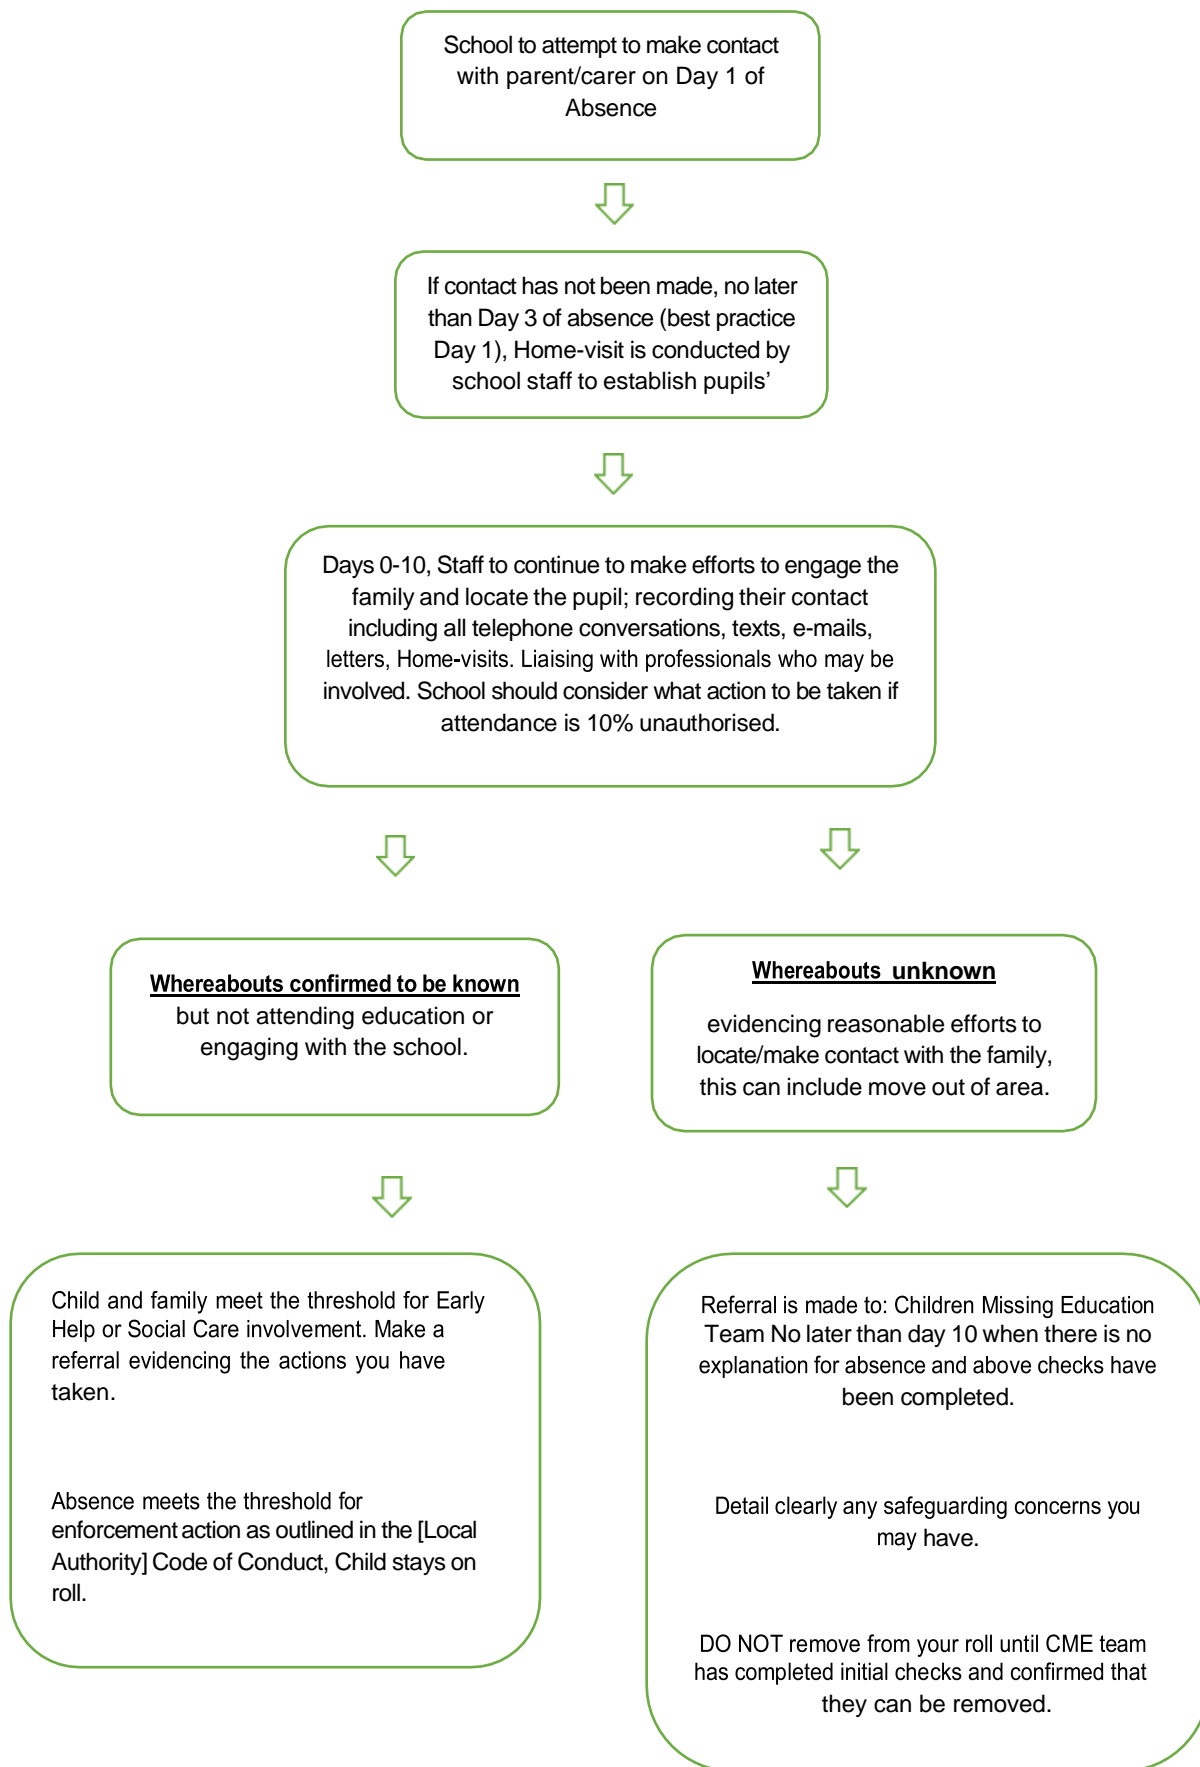 School to attempt to make contact
with parent/carer on Day 1 of
Absence
If contact has not been made, no later
than Day 3 of absence (best practice
Day 1), Home-visit is conducted by
school staff to establish pupils’
Days 0-10, Staff to continue to make efforts to engage the
family and locate the pupil; recording their contact
including all telephone conversations, texts, e-mails,
letters, Home-visits. Liaising with professionals who may be
involved. School should consider what action to be taken if
attendance is 10% unauthorised.
Whereabouts confirmed to be known
but not attending education or
engaging with the school.
Whereabouts unknown
evidencing reasonable efforts to
locate/make contact with the family,
this can include move out of area.
Child and family meet the threshold for Early
Help or Social Care involvement. Make a
referral evidencing the actions you have
taken.
Absence meets the threshold for
enforcement action as outlined in the [Local
Authority] Code of Conduct, Child stays on
roll.
Referral is made to: Children Missing Education
Team No later than day 10 when there is no
explanation for absence and above checks have
been completed.
Detail clearly any safeguarding concerns you
may have.
DO NOT remove from your roll until CME team
has completed initial checks and confirmed that
they can be removed.